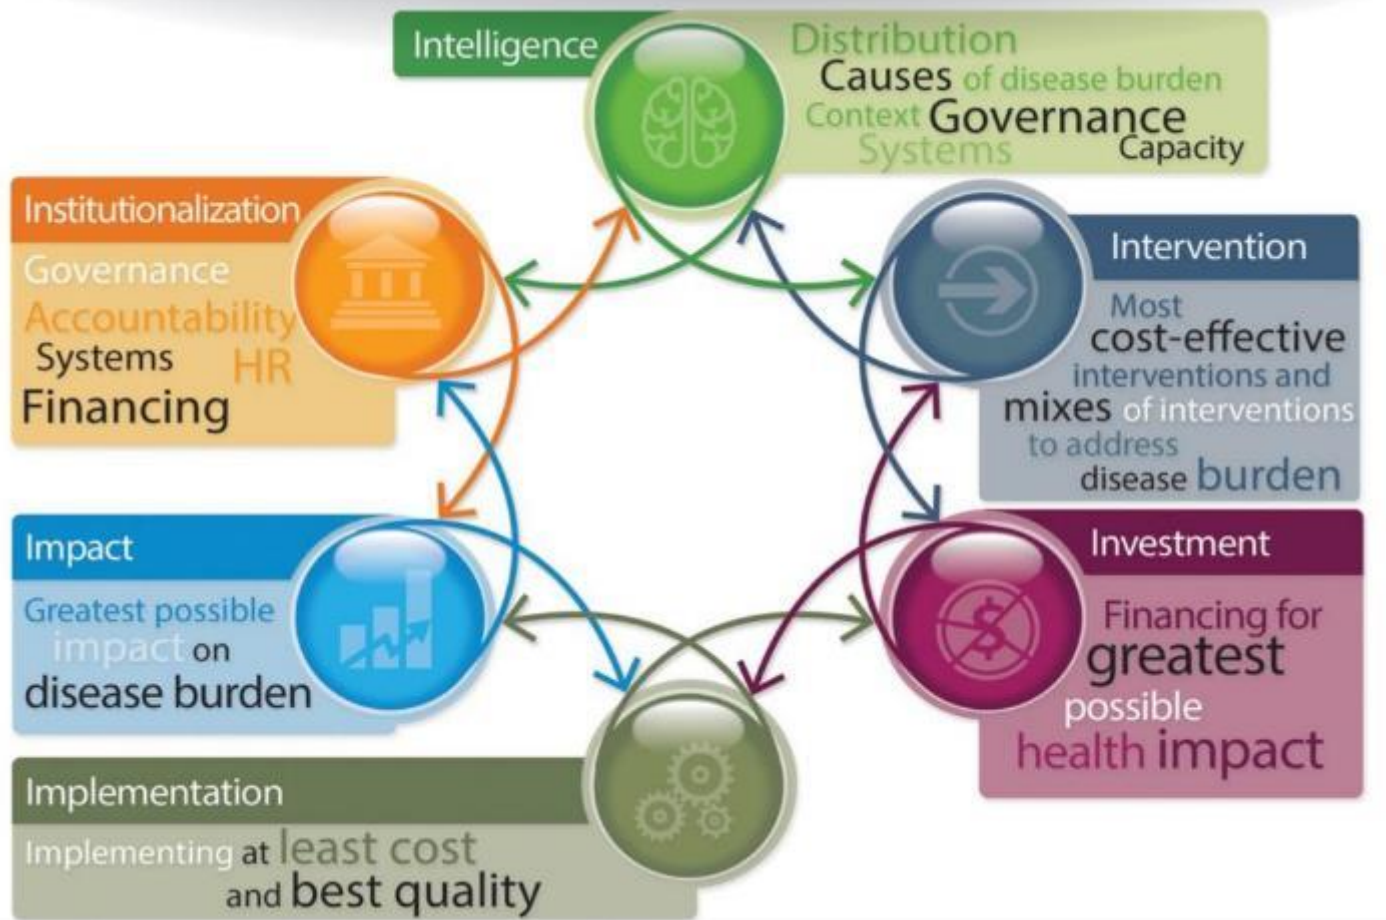 Intelligence
Distribution
Causes of disease burden
Context Governance
Systems Capacity
Intervention
Most
cost-effective
interventions and
mixes of interventions
to address
disease burden
Investment
Financing for
greatest
possible
health impact
$
Implementation
Implementing at least cost
and best quality
Impact
Greatest possible
impact on
disease burden
Institutionalization
Governance
Accountability
Systems HR
Financing